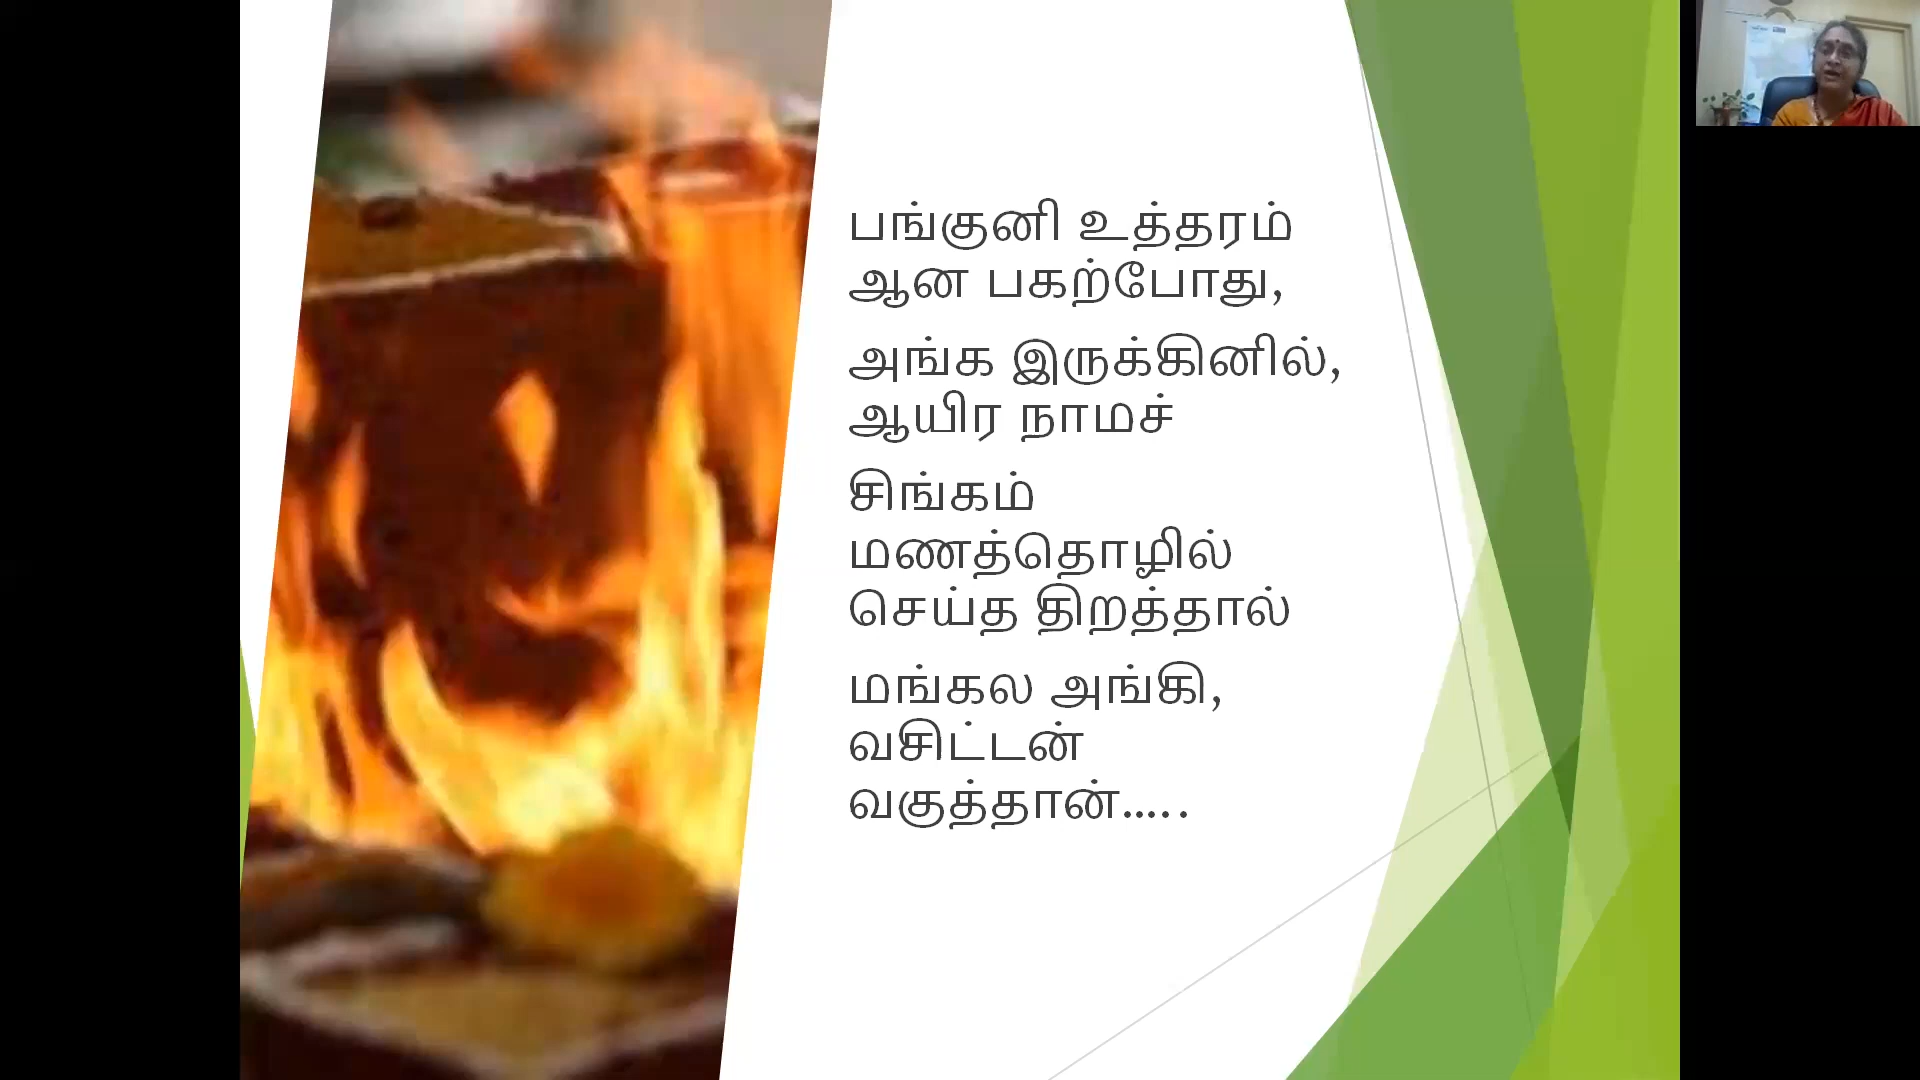 பங்குனி உத்தரம்
ஆன பகற்போது,
அங்க இருக்கினில்,
ஆயிர நாமச்
சிங்கம்
மணத்தொழில்
செய்த திறத்தால்
மங்கல அங்கி,
வசிட்டன்
வகுத்தான்.....